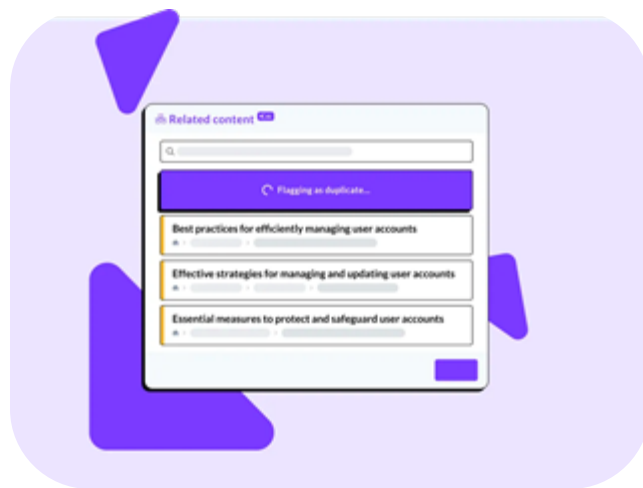 Related content
Flagging as duplicate...
Best practices for efficiently managing user accounts
Effective strategies for managing and updating user accounts
Essential measures to protect and safeguard user accounts